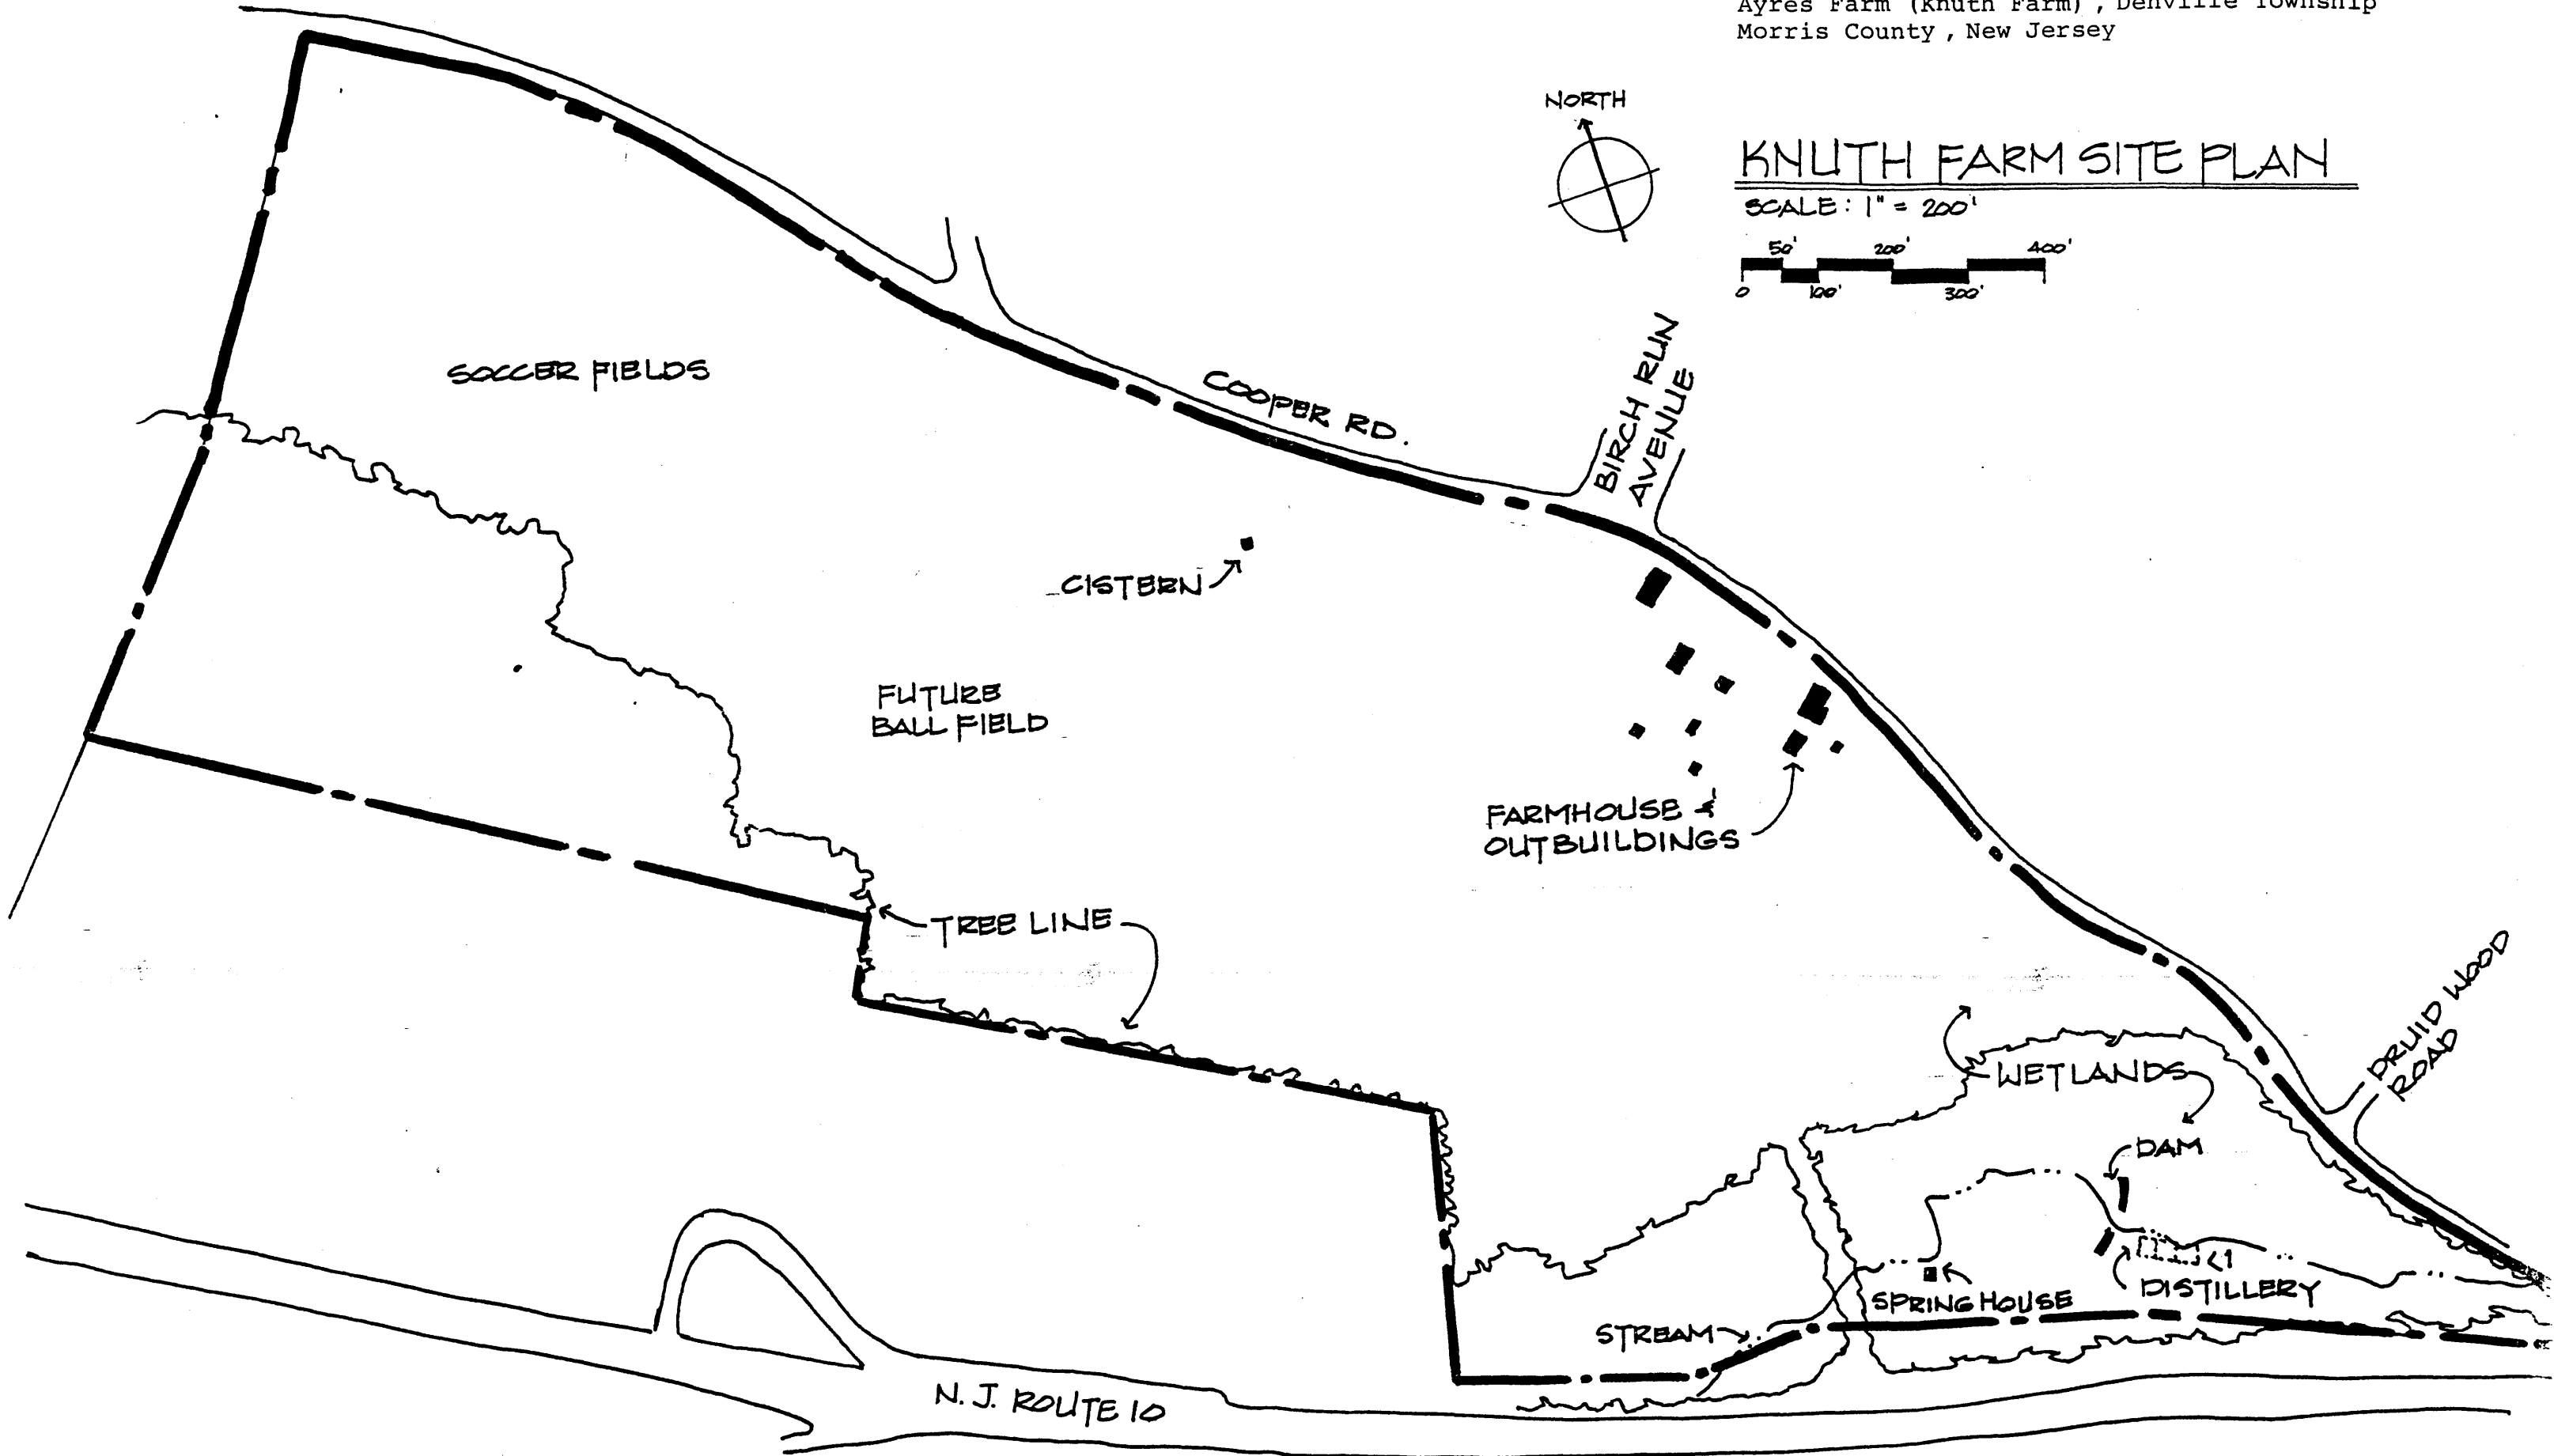 Ayres Farm (Knuth Farm), Denville Township
Morris County, New Jersey
NORTH
KNUTH FARM SITE PLAN
SCALE: 1" = 200'
50' 200' 400'
0 100' 300'
SOCCER FIELDS
COOPER RD.
BIRCH RUN
AVENUE
CISTERN
FUTURE
BALL FIELD
FARMHOUSE &
OUTBUILDINGS
TREE LINE
DRUID WOOD
ROAD
WETLANDS
DAM
DISTILLERY
SPRING HOUSE
STREAM
N.J. ROUTE 10